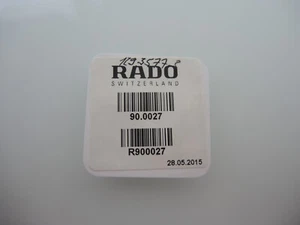 RADO
SWITZERLAND
90.0027
R900027
28.05.2015